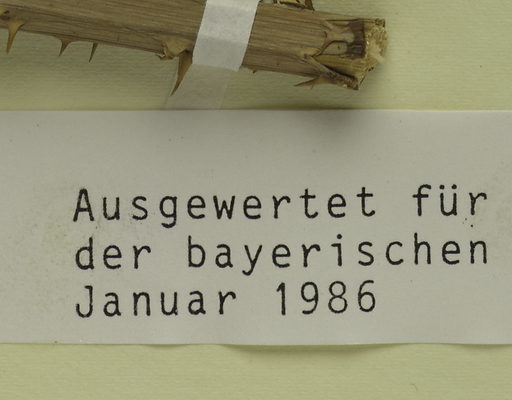 Ausgewertet für
der bayerischen
Januar 1986